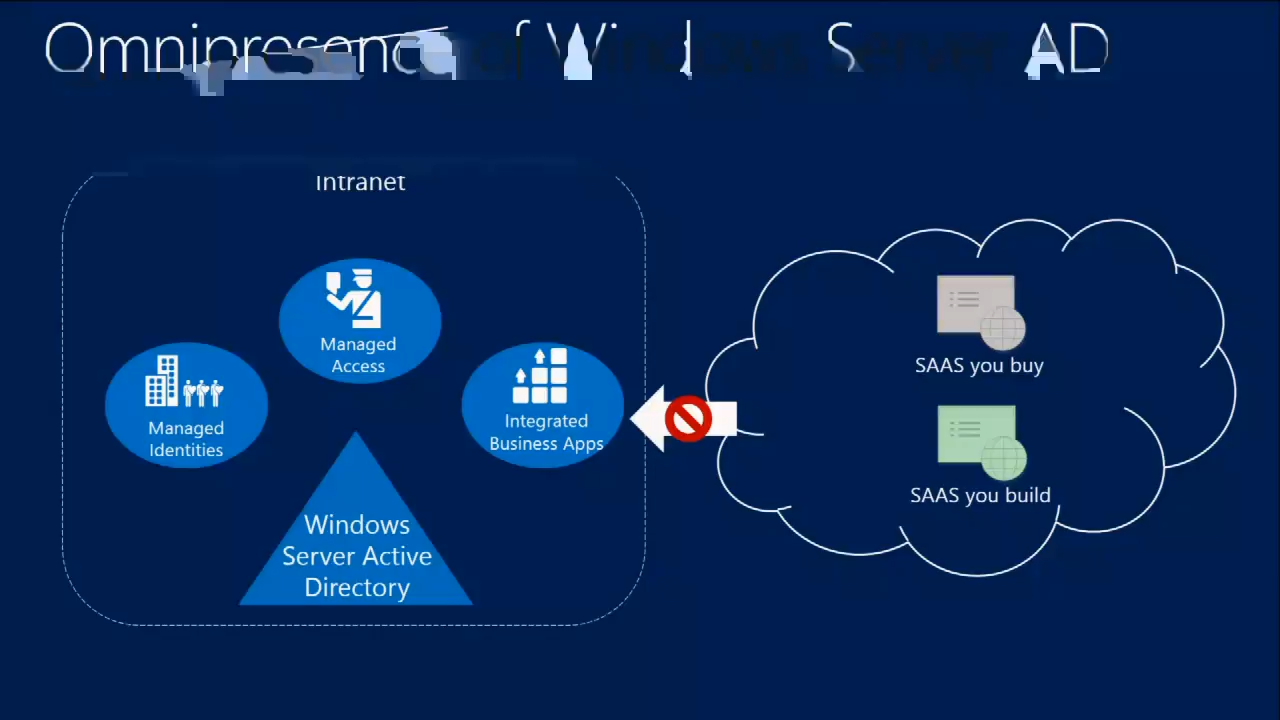 Omnipresence of Windows Server AD
Intranet
Managed
Access
Managed
Identities
Integrated
Business Apps
Windows
Server Active
Directory
SAAS you buy
SAAS you build